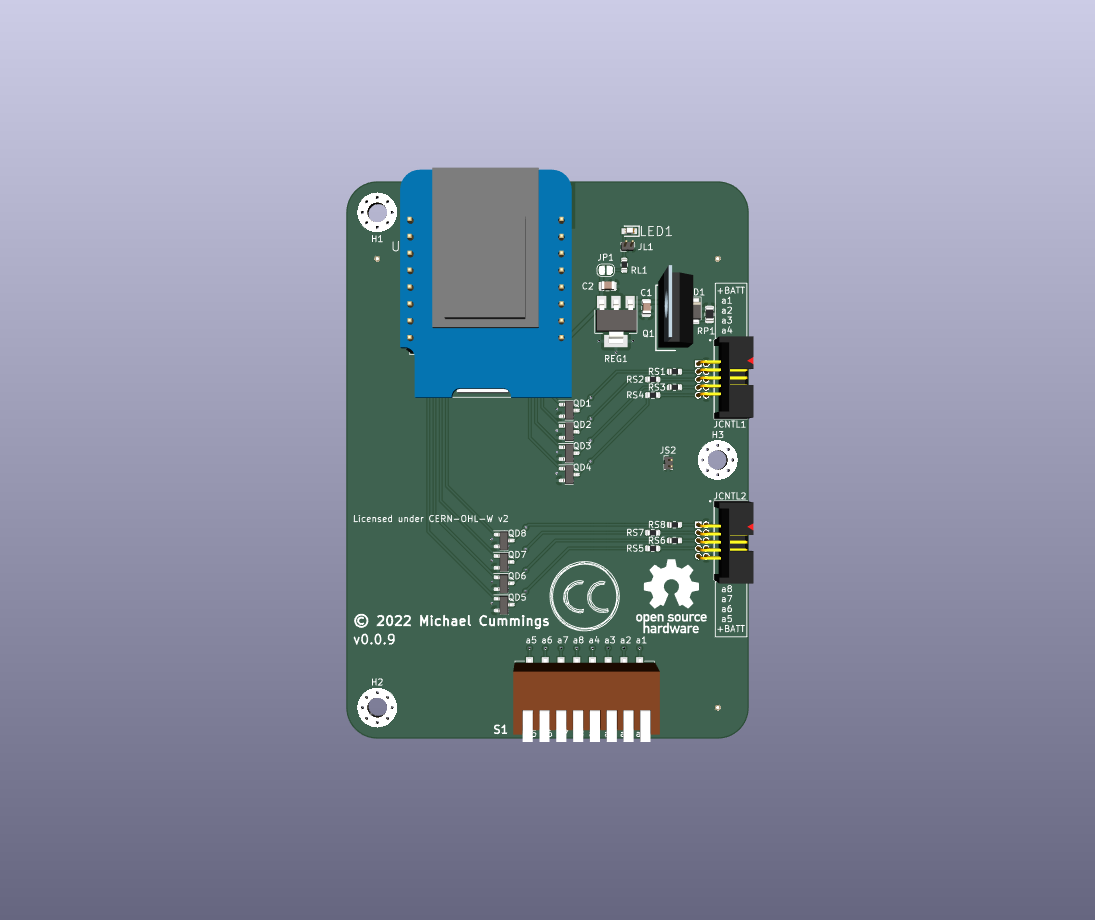 H1
U
LED1
JL1
JP1
RL1
C2
C1
D1
Q1
RP1
REG1
+BATT
a1
a2
a3
a4
RS1
RS2
RS3
RS4
JCNTL1
H3
QD1
QD2
QD3
QD4
JS2
JCNTL2
Licensed under CERN-OHL-W v2
RS8
RS7
RS6
RS5
QD8
QD7
QD6
QD5
CC
a8
a7
a6
a5
+BATT
open source
hardware
© 2022 Michael Cummings
v0.0.9
a5 a6 a7 a8 a4 a3 a2 a1
H2
S1